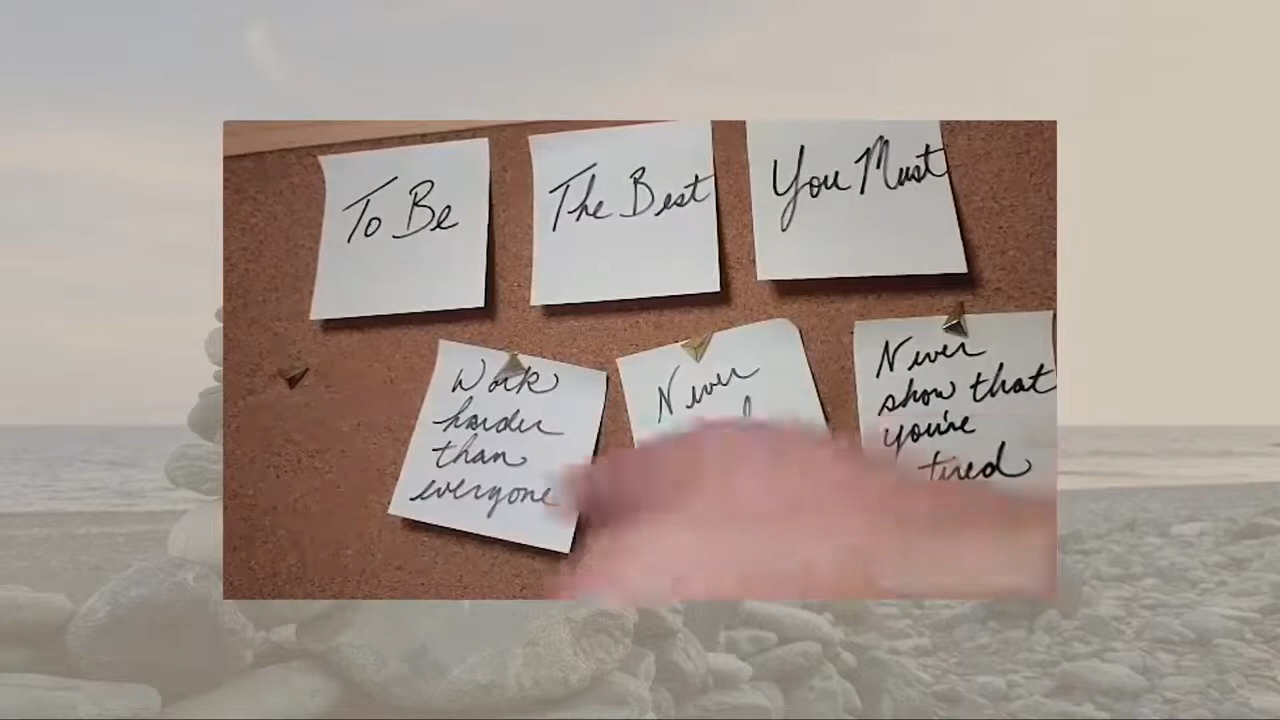 To Be
The Best
You Must
Work
harder
than
everyone
Never
Never
show that
you're
tired